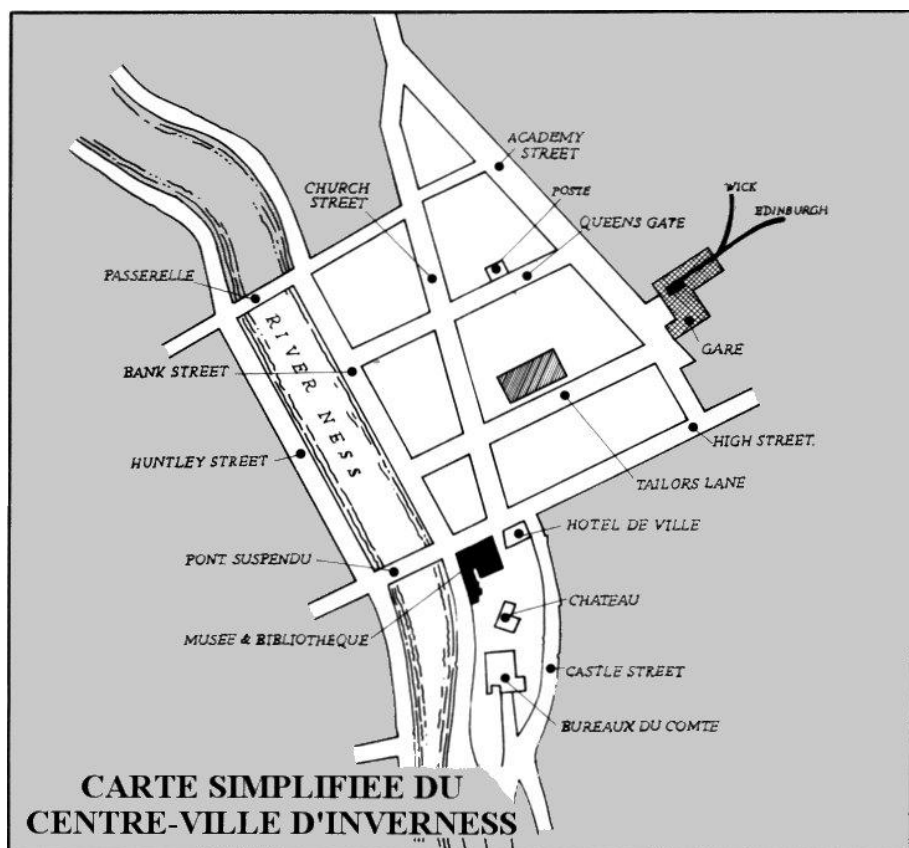 ACADEMY
STREET
CHURCH
STREET
POSTE
WICK
EDINBURGH
QUEENS GATE
PASSERELLE
RIVER NESS
GARE
BANK STREET
HIGH STREET.
HUNTLEY STREET
TAILORS LANE
HOTEL DE VILLE
PONT SUSPENDU
CHATEAU
MUSEE & BIBLIOTHEQUE
CASTLE STREET
BUREAUX DU COMTE
CARTE SIMPLIFIEE DU
CENTRE-VILLE D'INVERNESS